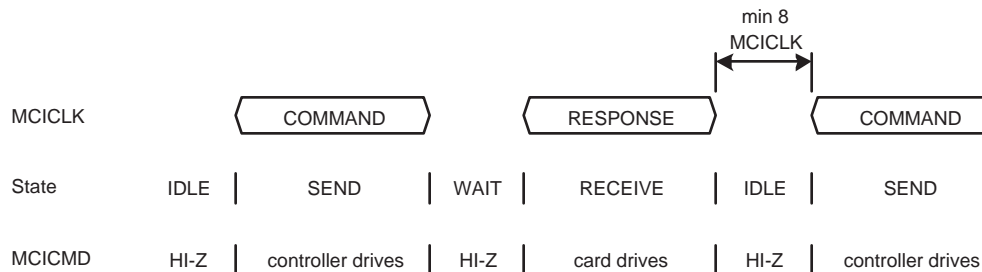 min 8
MCICLK
MCICLK COMMAND RESPONSE COMMAND
State IDLE SEND WAIT RECEIVE IDLE SEND
MCICMD HI-Z controller drives HI-Z card drives HI-Z controller drives